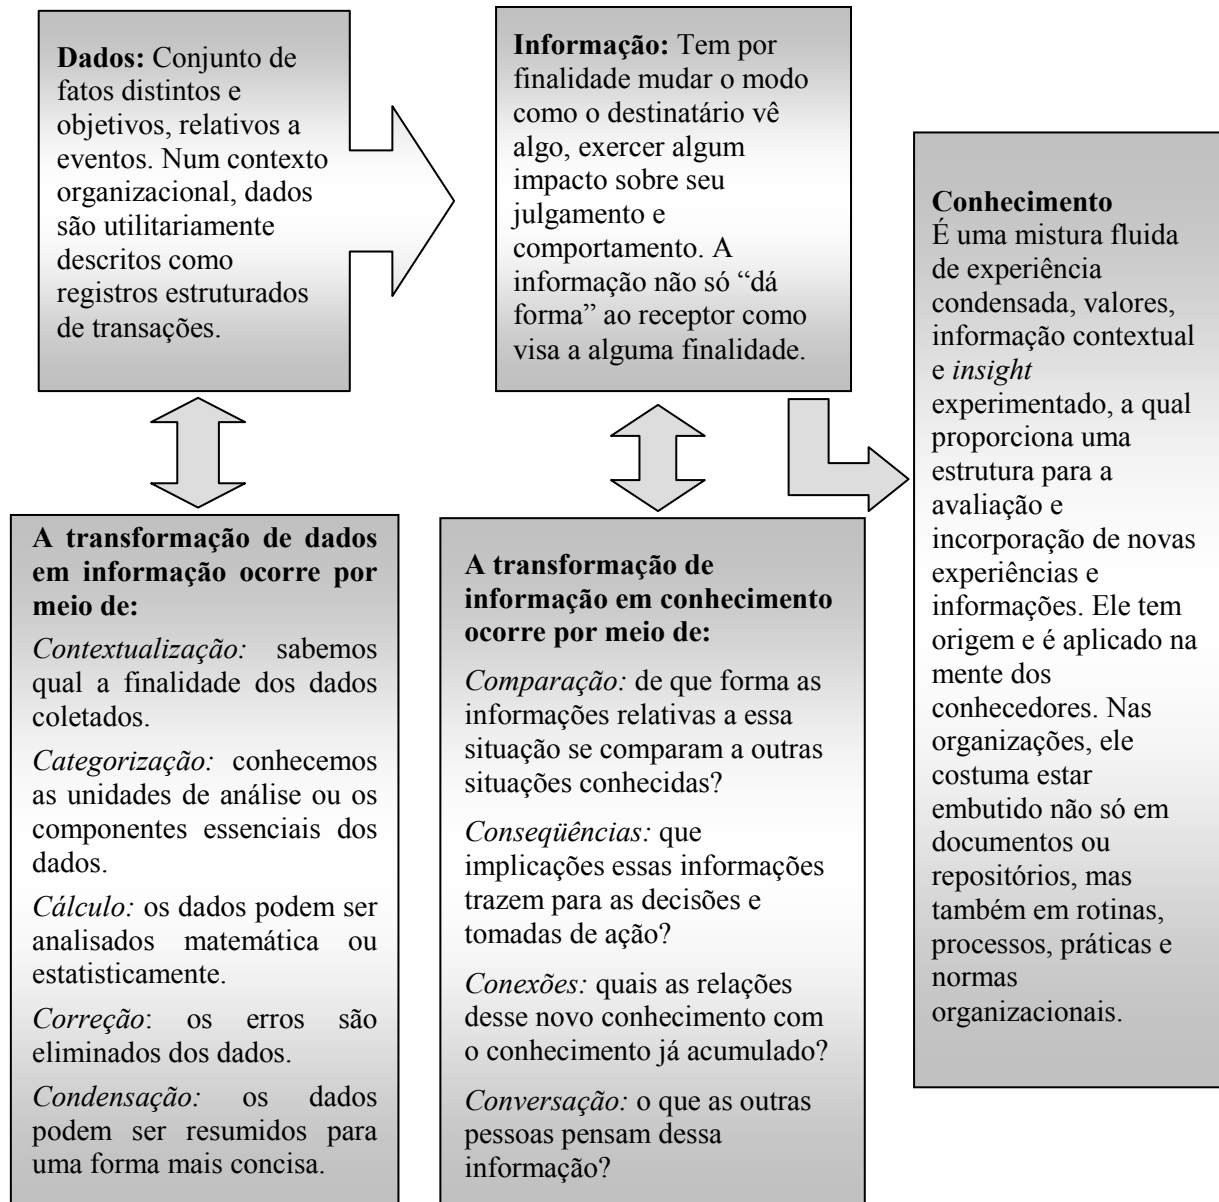 Dados: Conjunto de
fatos distintos e
objetivos, relativos a
eventos. Num contexto
organizacional, dados
são utilitariamente
descritos como
registros estruturados
de transações.
Informação: Tem por
finalidade mudar o modo
como o destinatário vê
algo, exercer algum
impacto sobre seu
julgamento e
comportamento. A
informação não só “dá
forma” ao receptor como
visa a alguma finalidade.
Conhecimento
É uma mistura fluida
de experiência
condensada, valores,
informação contextual
e insight
experimentado, a qual
proporciona uma
estrutura para a
avaliação e
incorporação de novas
experiências e
informações. Ele tem
origem e é aplicado na
mente dos
conhecedores. Nas
organizações, ele
costuma estar
embutido não só em
documentos ou
repositórios, mas
também em rotinas,
processos, práticas e
normas
organizacionais.
A transformação de dados
em informação ocorre por
meio de:
Contextualização: sabemos
qual a finalidade dos dados
coletados.
Categorização: conhecemos
as unidades de análise ou os
componentes essenciais dos
dados.
Cálculo: os dados podem ser
analisados matemática ou
estatisticamente.
Correção: os erros são
eliminados dos dados.
Condensação: os dados
podem ser resumidos para
uma forma mais concisa.
A transformação de
informação em conhecimento
ocorre por meio de:
Comparação: de que forma as
informações relativas a essa
situação se comparam a outras
situações conhecidas?
Conseqüências: que
implicações essas informações
trazem para as decisões e
tomadas de ação?
Conexões: quais as relações
desse novo conhecimento com
o conhecimento já acumulado?
Conversação: o que as outras
pessoas pensam dessa
informação?